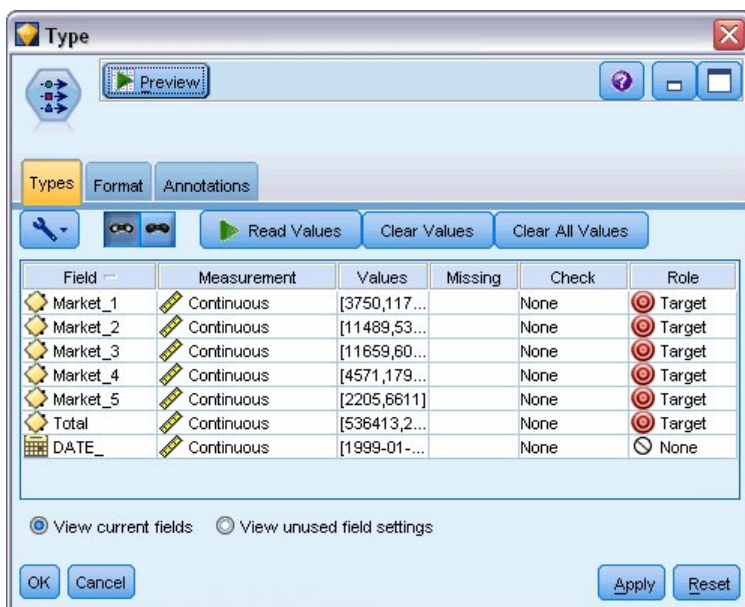 Type
Preview
Types Format Annotations
Read Values Clear Values Clear All Values
Field Measurement Values Missing Check Role
Market_1 Continuous [3750,117... None Target
Market_2 Continuous [11489,53... None Target
Market_3 Continuous [11659,60... None Target
Market_4 Continuous [4571,179... None Target
Market_5 Continuous [2205,6611] None Target
Total Continuous [536413,2... None Target
DATE_ Continuous [1999-01-... None None
View current fields View unused field settings
OK Cancel Apply Reset